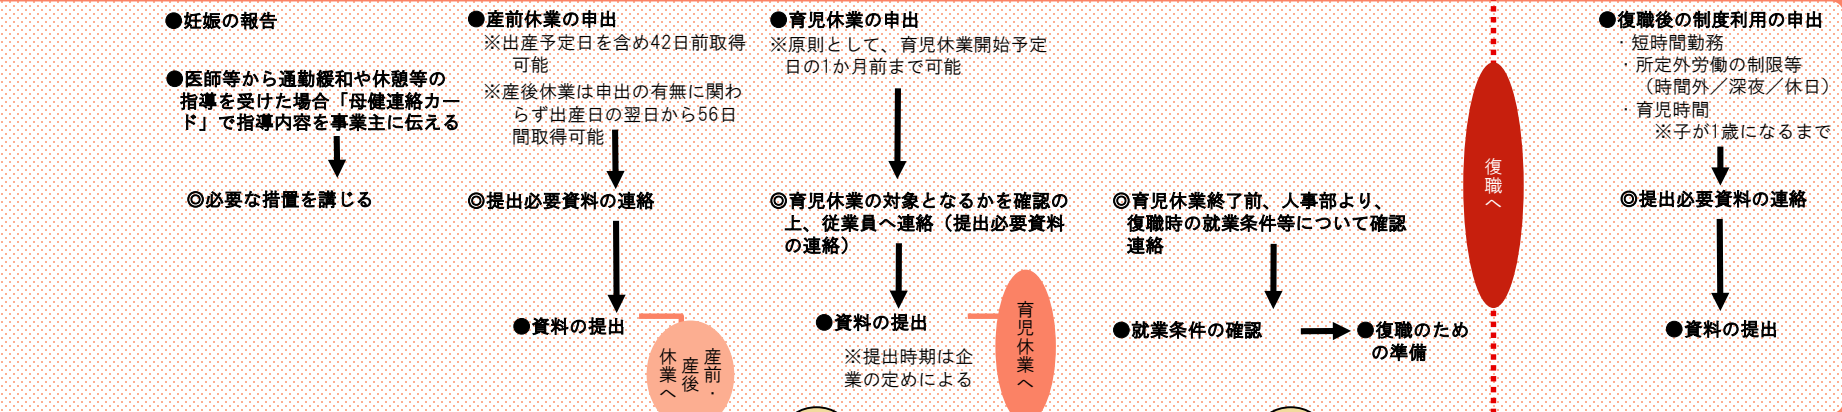 ●妊娠の報告
●医師等から通勤緩和や休憩等の
指導を受けた場合「母健連絡カー
ド」で指導内容を事業主に伝える
◎必要な措置を講じる
●産前休業の申出
※出産予定日を含め42日前取得
可能
※産後休業は申出の有無に関わ
らず出産日の翌日から56日
間取得可能
◎提出必要資料の連絡
●資料の提出
産前・
産後
休業へ
●育児休業の申出
※原則として、育児休業開始予定
日の1か月前まで可能
◎育児休業の対象となるかを確認の
上、従業員へ連絡（提出必要資料
の連絡）
●資料の提出
※提出時期は企
業の定めによる
育児休業へ
◎育児休業終了前、人事部より、
復職時の就業条件等について確認
連絡
●就業条件の確認
●復職のため
の準備
復職へ
●復職後の制度利用の申出
・短時間勤務
・所定外労働の制限等
（時間外／深夜／休日）
・育児時間
※子が1歳になるまで
◎提出必要資料の連絡
●資料の提出